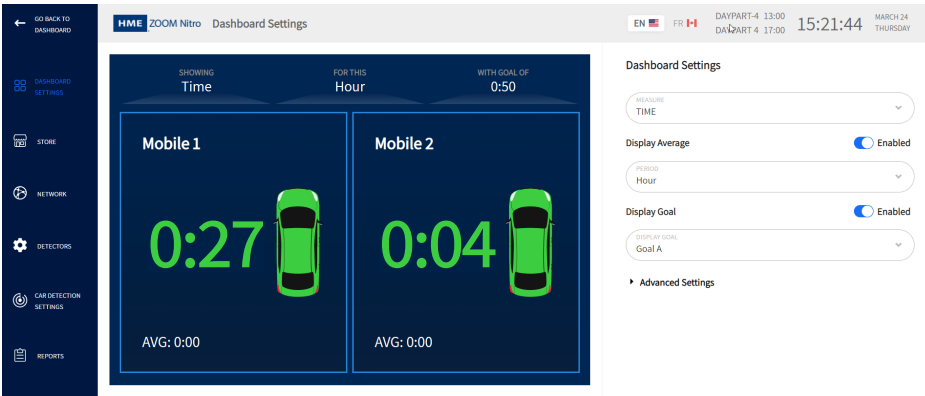 GO BACK TO
DASHBOARD
HME ZOOM Nitro Dashboard Settings
EN FR
DAYPART-4 13:00
DAYPART 4 17:00
15:21:44
MARCH 24
THURSDAY
DASHBOARD
SETTINGS
STORE
NETWORK
DETECTORS
CAR DETECTION
SETTINGS
REPORTS
SHOWING
Time
FOR THIS
Hour
WITH GOAL OF
0:50
Mobile 1
0:27
AVG: 0:00
Mobile 2
0:04
AVG: 0:00
Dashboard Settings
MEASURE
TIME
Display Average Enabled
PERIOD
Hour
Display Goal Enabled
DISPLAY GOAL
Goal A
Advanced Settings